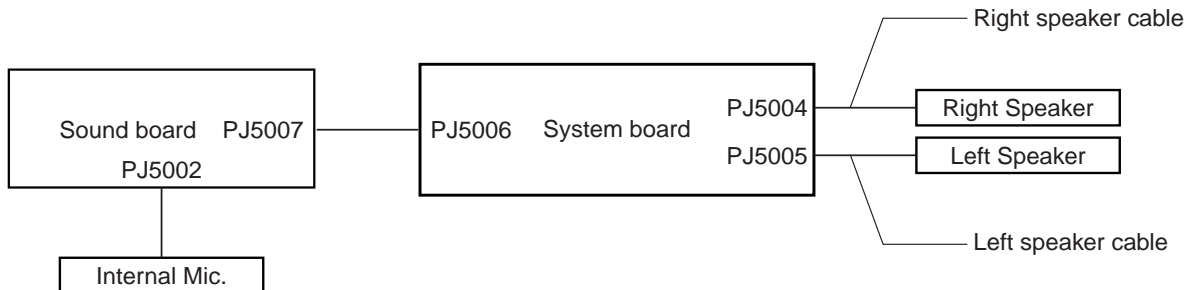 Right speaker cable
Sound board PJ5007
PJ5002
PJ5006 System board
PJ5004
PJ5005
Right Speaker
Left Speaker
Left speaker cable
Internal Mic.